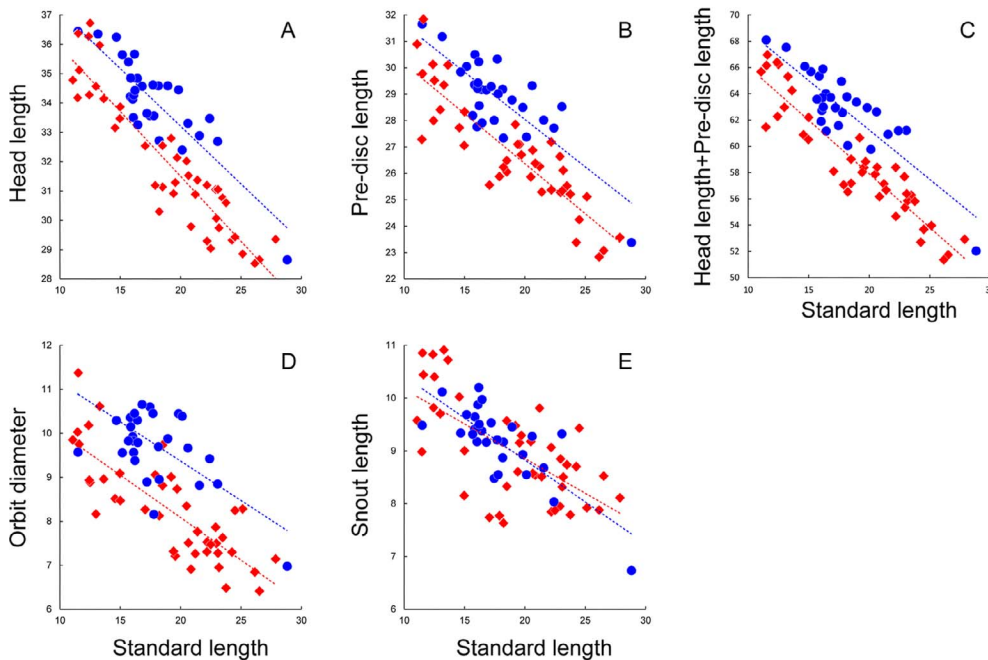 A
Head length
37
36
35
34
33
32
31
30
29
28
10 15 20 25 30
B
Pre-disc length
32
31
30
29
28
27
26
25
24
23
22
10 15 20 25 30
C
Head length+Pre-disc length
70
68
66
64
62
60
58
56
54
52
50
10 15 20 25 30
Standard length
D
Orbit diameter
12
11
10
9
8
7
6
10 15 20 25 30
Standard length
E
Snout length
11
10
9
8
7
6
10 15 20 25 30
Standard length